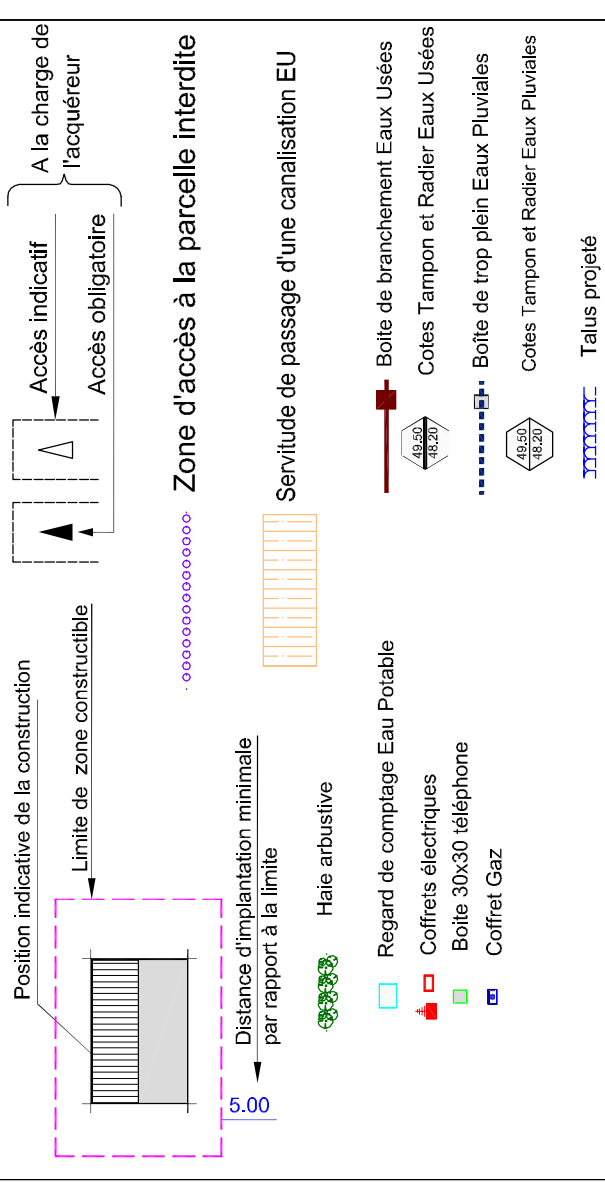 Position indicative de la construction
Limite de zone constructible
Distance d'implantation minimale
par rapport à la limite
5.00
Haie arbustive
Regard de comptage Eau Potable
Coffrets électriques
Boite 30x30 téléphone
Coffret Gaz
Accès indicatif
Accès obligatoire
A la charge de
l'acquéreur
Zone d'accès à la parcelle interdite
Servitude de passage d'une canalisation EU
Boite de branchement Eaux Usées
49.50
48.20
Cotes Tampon et Radier Eaux Usées
Boîte de trop plein Eaux Pluviales
49.50
48.20
Cotes Tampon et Radier Eaux Pluviales
Talus projeté